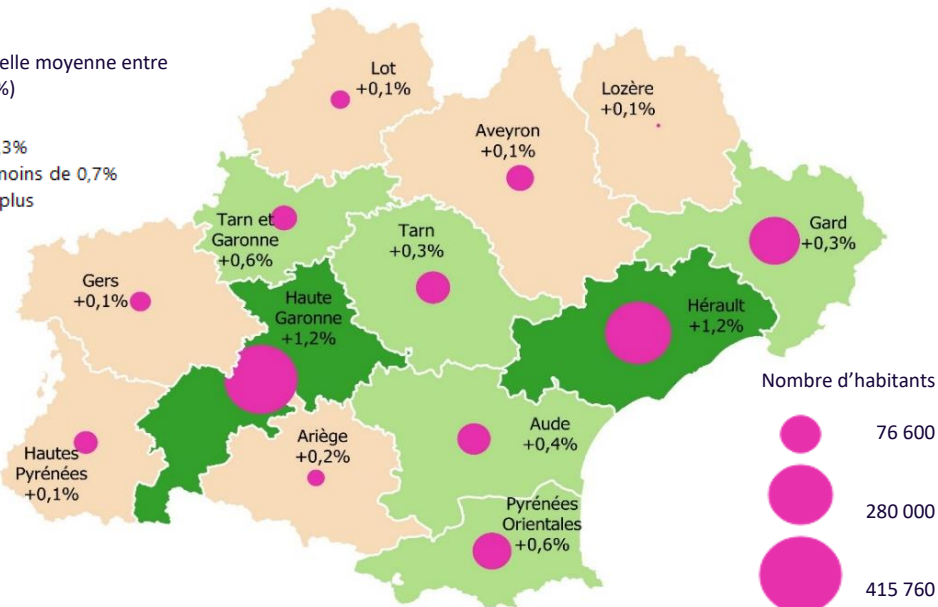 elle moyenne entre
%)
3%
moins de 0,7%
plus
Lot
+0,1%
Lozère
+0,1%
Aveyron
+0,1%
Gard
+0,3%
Tarn et
Garonne
+0,6%
Tarn
+0,3%
Gers
+0,1%
Haute
Garonne
+1,2%
Hérault
+1,2%
Nombre d’habitants
76 600
280 000
415 760
Hautes
Pyrénées
+0,1%
Ariège
+0,2%
Aude
+0,4%
Pyrénées
Orientales
+0,6%